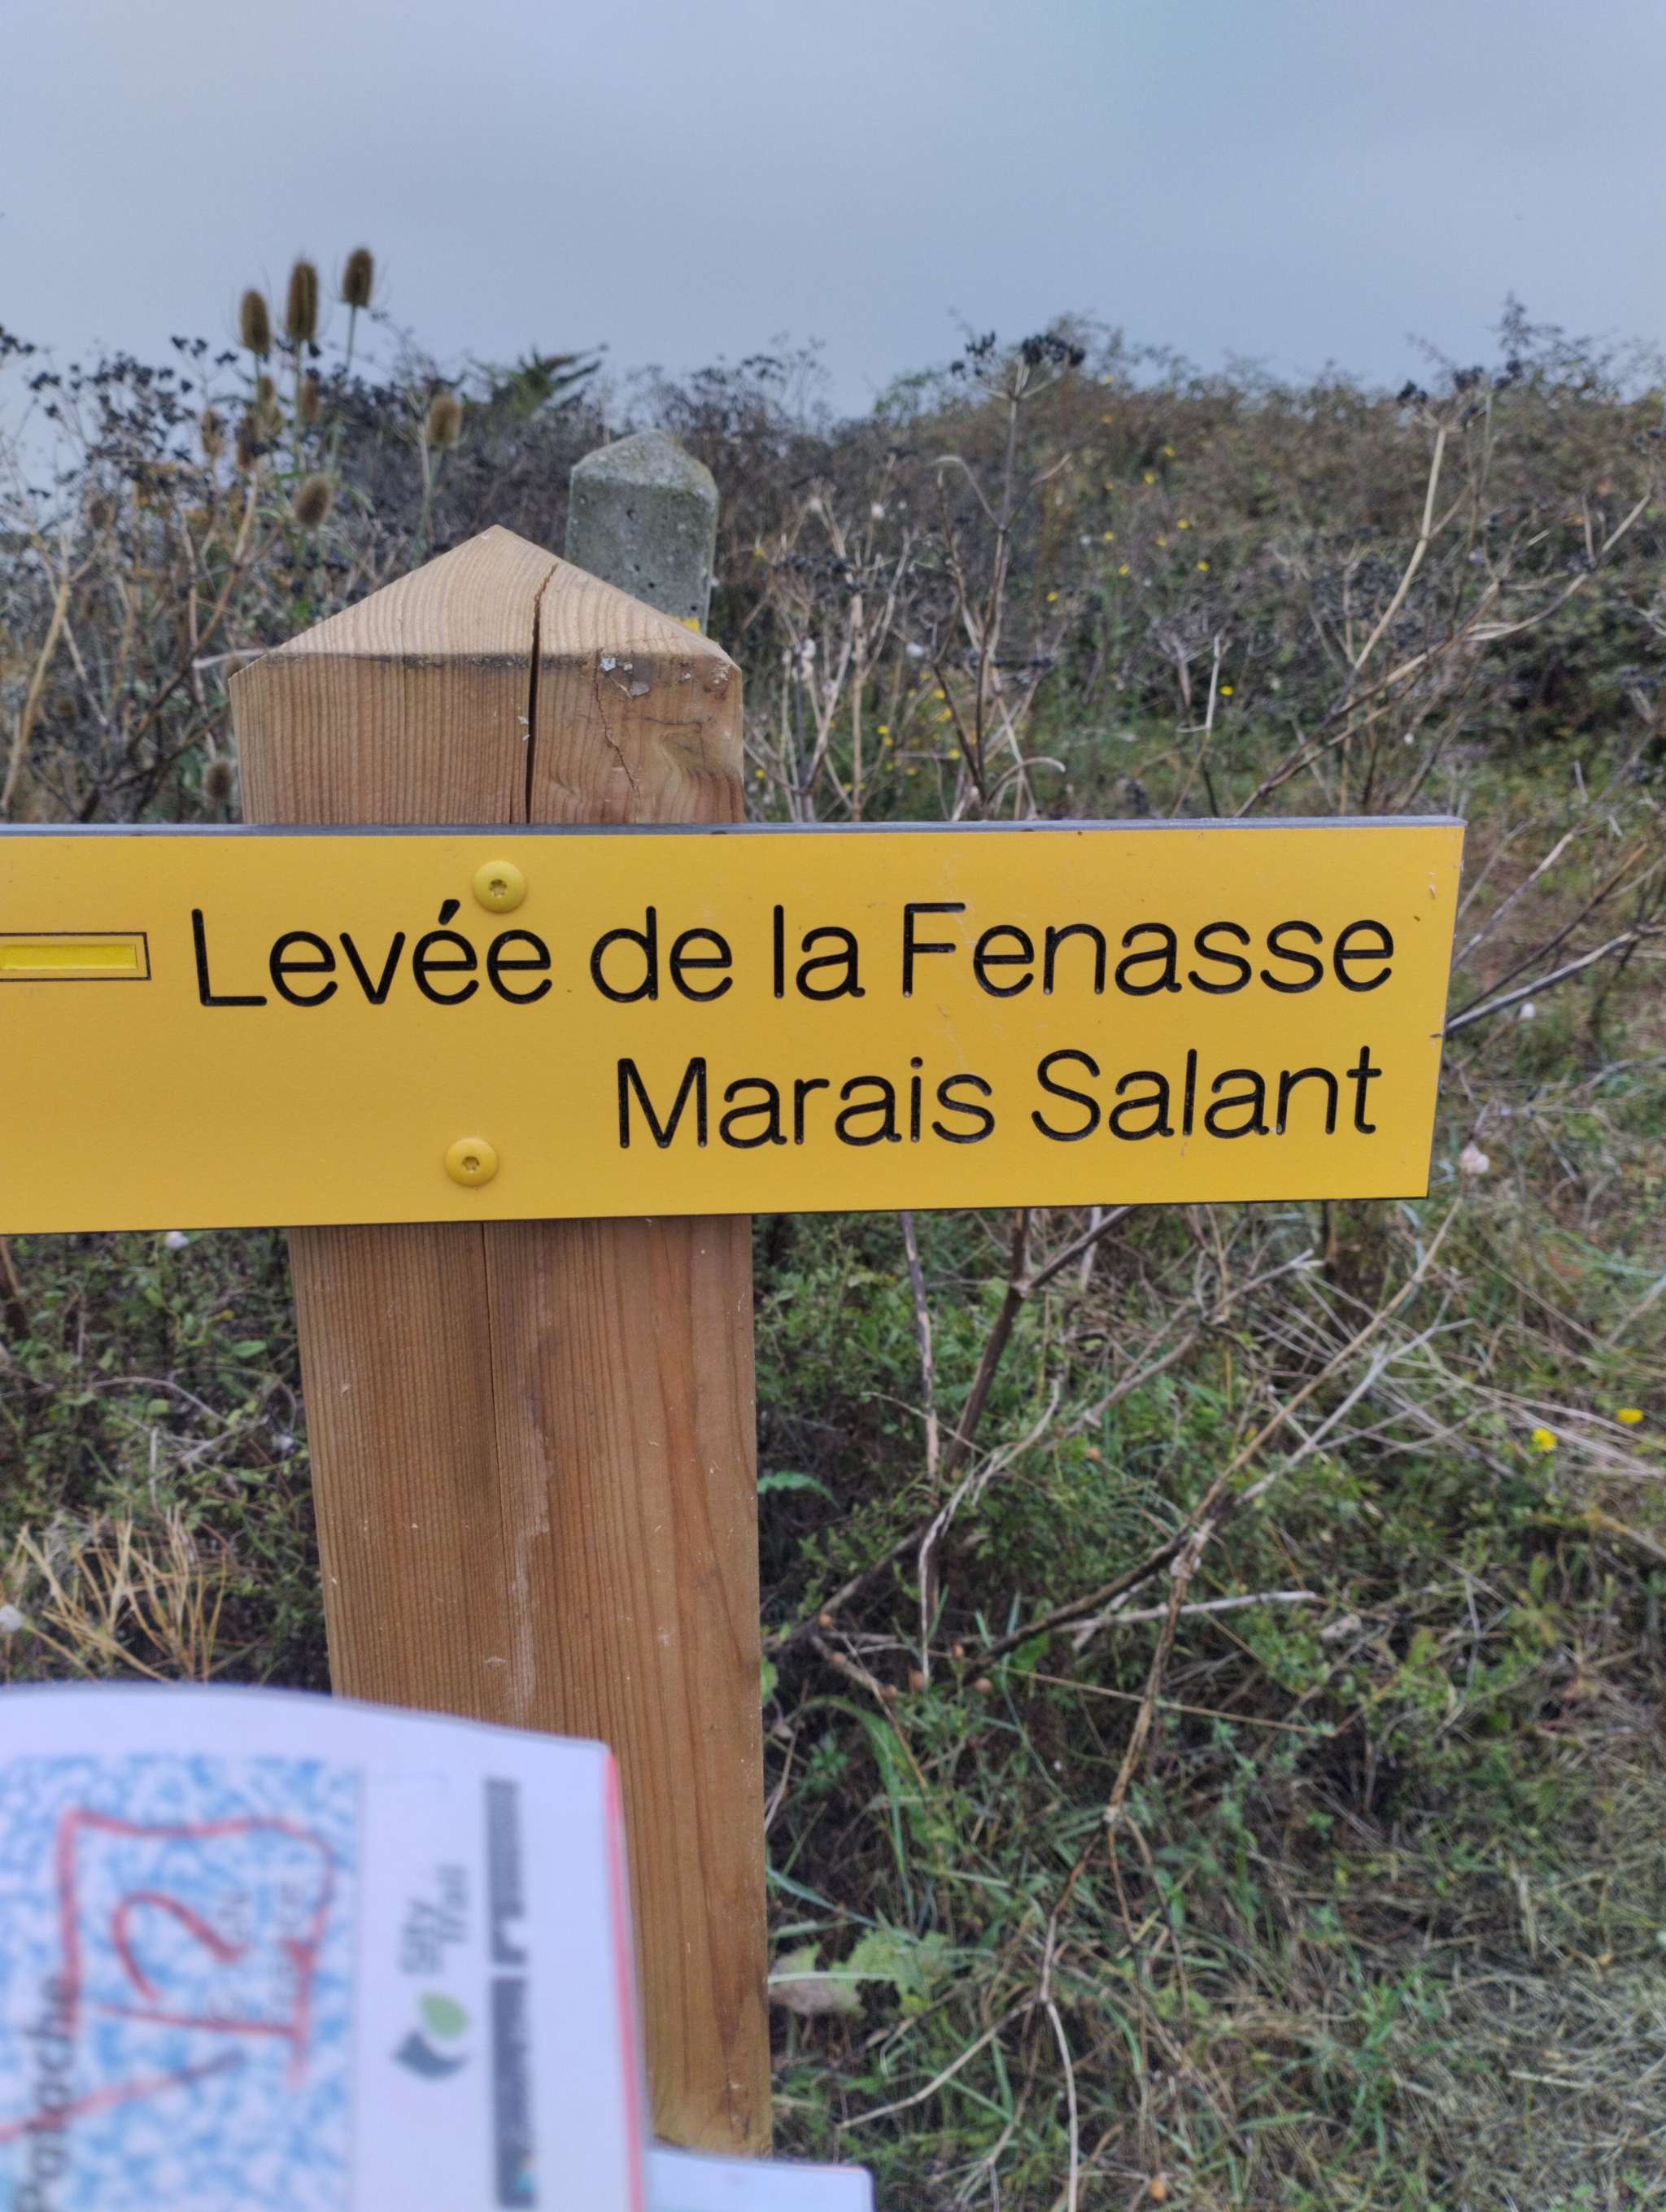 Levée de la Fenasse
Marais Salant